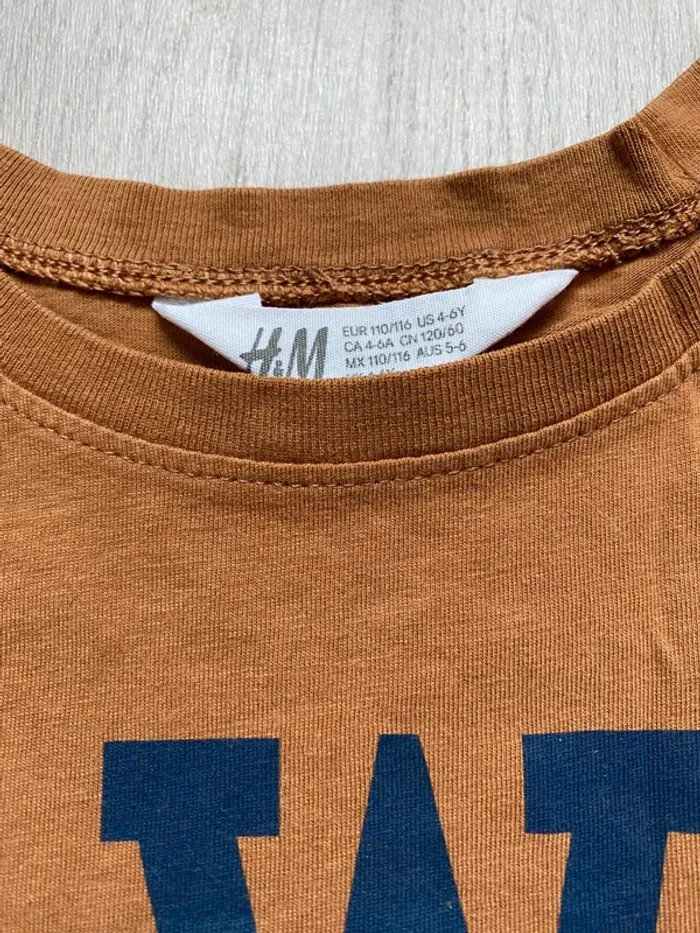 H&M
EUR 110/116 US 4-6Y
CA 4-6A CN 120/60
MX 110/116 AUS 5-6